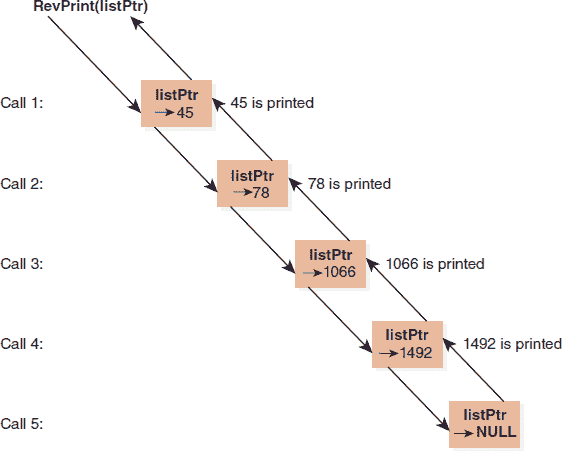 RevPrint(listPtr)
Call 1:
listPtr
45
45 is printed
Call 2:
listPtr
78
78 is printed
Call 3:
listPtr
1066
1066 is printed
Call 4:
listPtr
1492
1492 is printed
Call 5:
listPtr
NULL